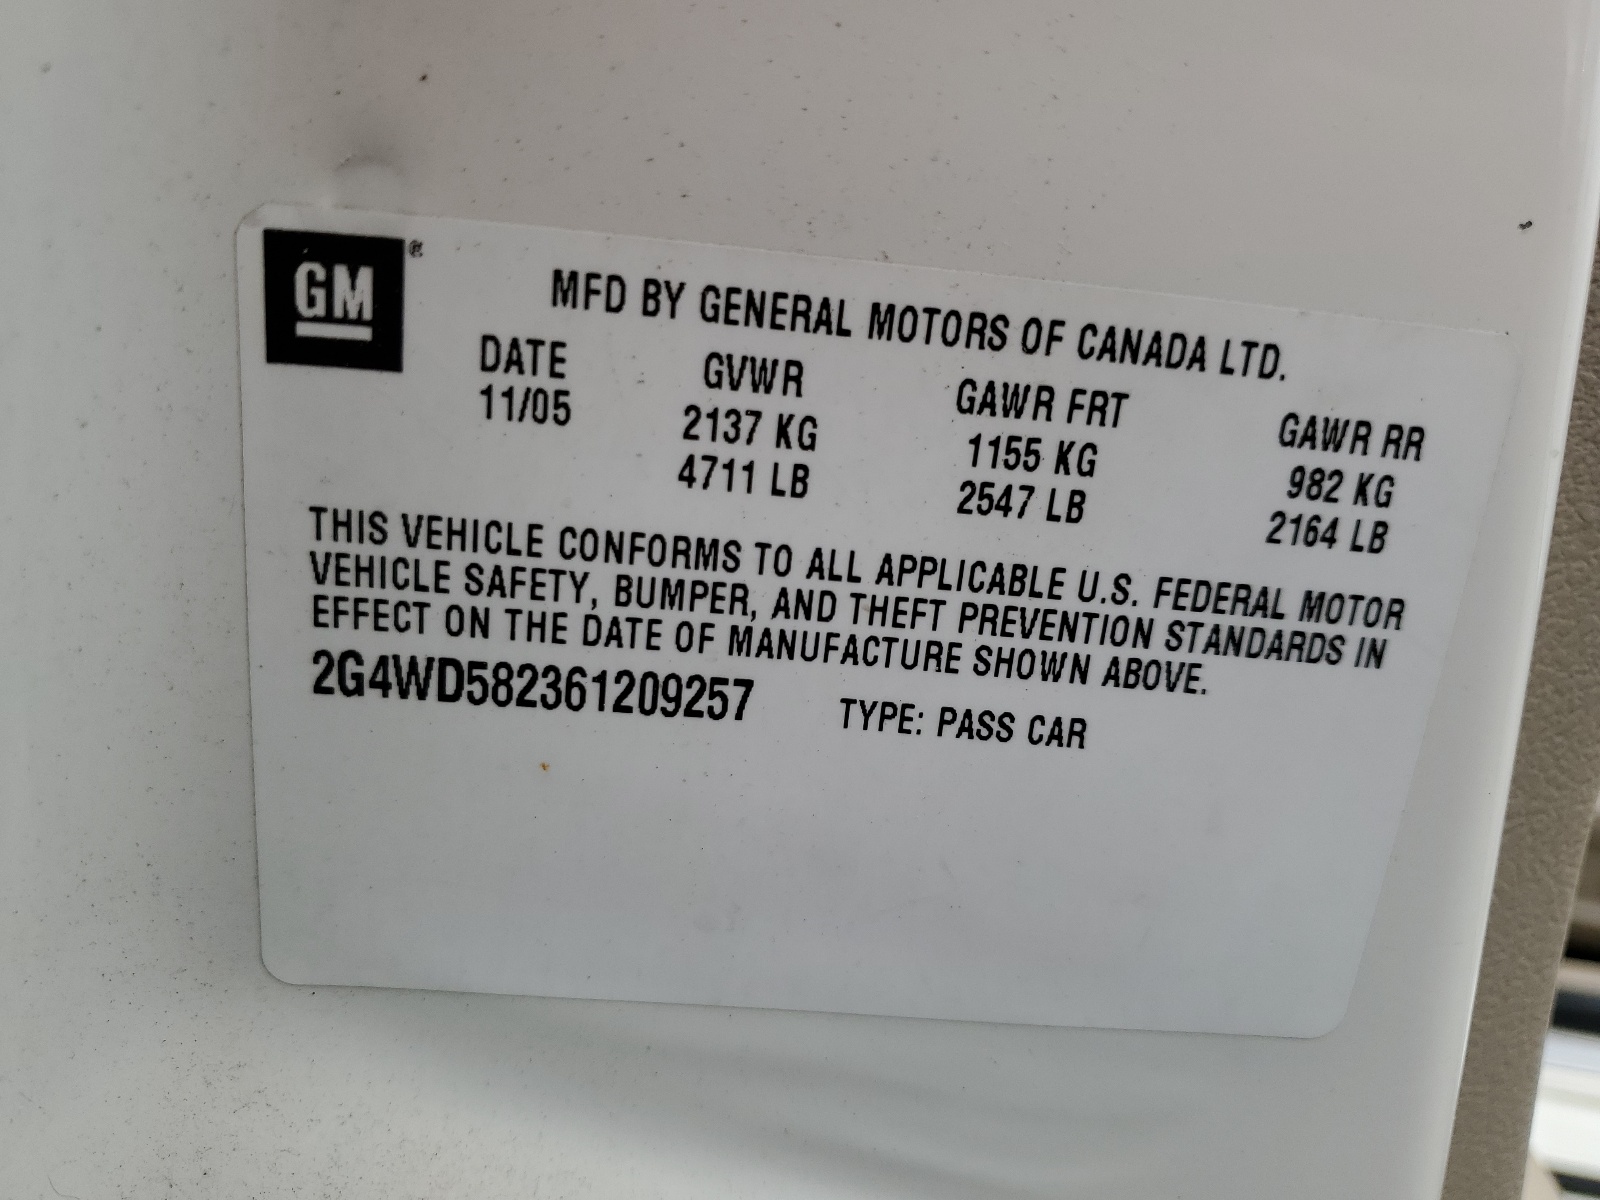 GM®
MFD BY GENERAL MOTORS OF CANADA LTD.
DATE GVWR GAWR FRT GAWR RR
11/05 2137 KG 1155 KG 982 KG
4711 LB 2547 LB 2164 LB
THIS VEHICLE CONFORMS TO ALL APPLICABLE U.S. FEDERAL MOTOR
VEHICLE SAFETY, BUMPER, AND THEFT PREVENTION STANDARDS IN
EFFECT ON THE DATE OF MANUFACTURE SHOWN ABOVE.
2G4WD582361209257 TYPE: PASS CAR